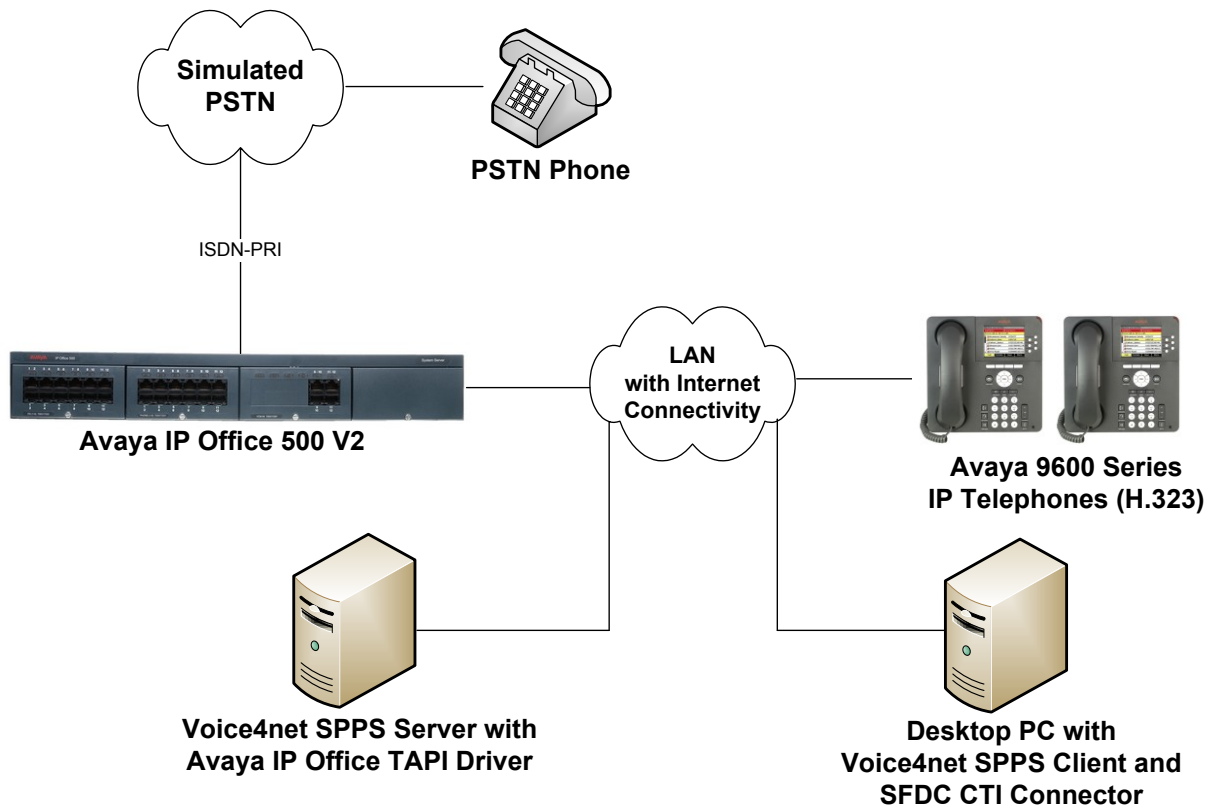 Simulated
PSTN
PSTN Phone
ISDN-PRI
Avaya IP Office 500 V2
LAN
with Internet
Connectivity
Avaya 9600 Series
IP Telephones (H.323)
Voice4net SPPS Server with
Avaya IP Office TAPI Driver
Desktop PC with
Voice4net SPPS Client and
SFDC CTI Connector